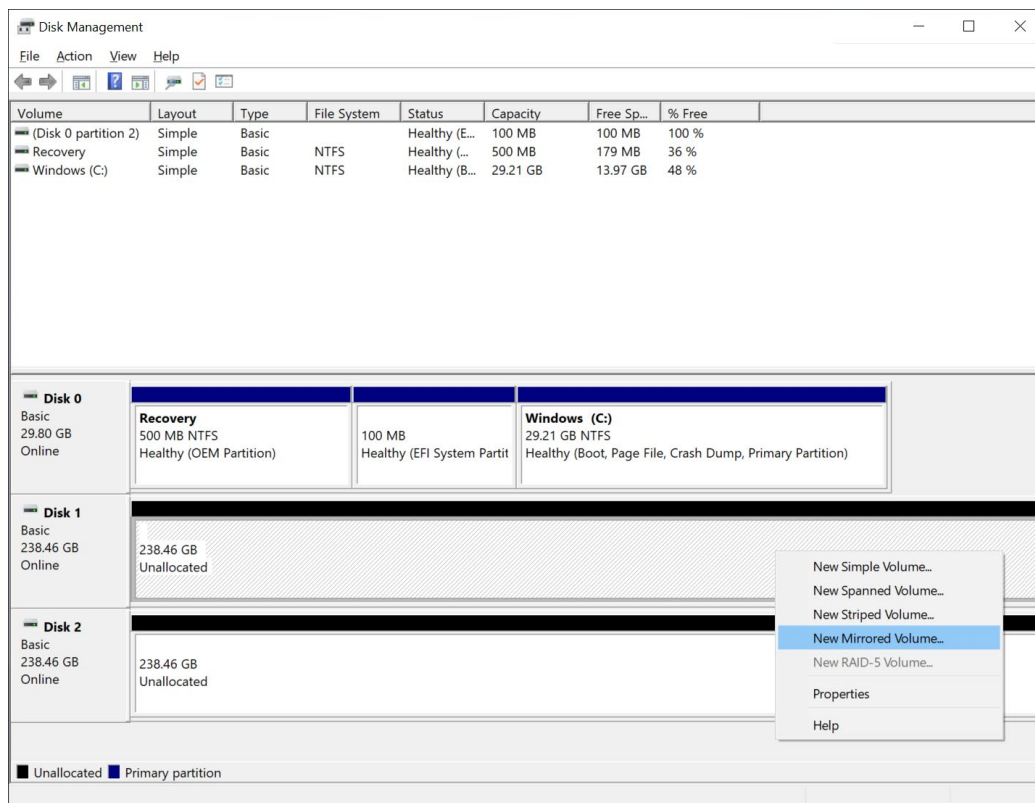 Disk Management
File Action View Help
Volume Layout Type File System Status Capacity Free Sp... % Free
(Disk 0 partition 2) Simple Basic Healthy (E... 100 MB 100 MB 100 %
Recovery Simple Basic NTFS Healthy (... 500 MB 179 MB 36 %
Windows (C:) Simple Basic NTFS Healthy (B... 29.21 GB 13.97 GB 48 %
Disk 0
Basic
29.80 GB
Online
Recovery
500 MB NTFS
Healthy (OEM Partition)
100 MB
Healthy (EFI System Partit
Windows (C:)
29.21 GB NTFS
Healthy (Boot, Page File, Crash Dump, Primary Partition)
Disk 1
Basic
238.46 GB
Online
238.46 GB
Unallocated
New Simple Volume...
New Spanned Volume...
New Striped Volume...
New Mirrored Volume...
New RAID-5 Volume...
Properties
Help
Disk 2
Basic
238.46 GB
Online
238.46 GB
Unallocated
Unallocated Primary partition